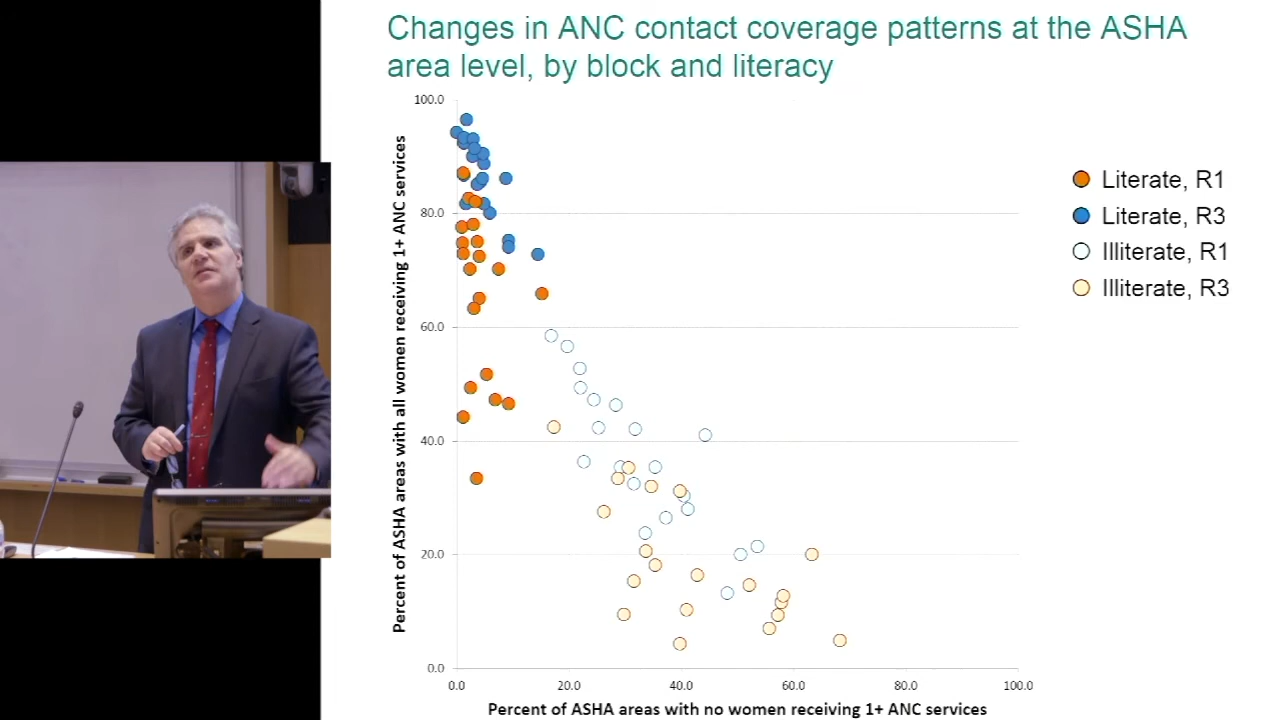 Changes in ANC contact coverage patterns at the ASHA
area level, by block and literacy
Percent of ASHA areas with all women receiving 1+ ANC services
100.0
80.0
60.0
40.0
20.0
0.0
0.0 20.0 40.0 60.0 80.0 100.0
Percent of ASHA areas with no women receiving 1+ ANC services
Literate, R1
Literate, R3
Illiterate, R1
Illiterate, R3